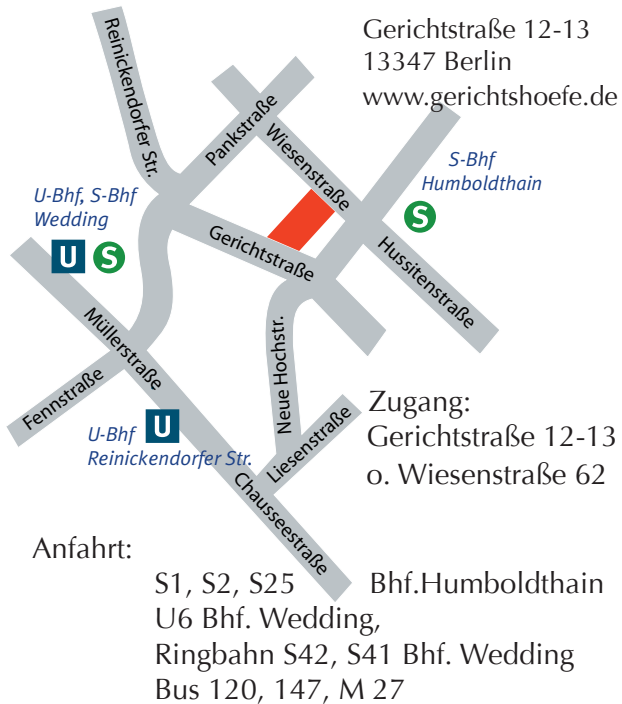 Gerichtstraße 12-13
13347 Berlin
www.gerichtshoefe.de
Reinickendorfer Str.
Pankstraße
Wiesenstraße
S-Bhf
Humboldthain
S
U-Bhf, S-Bhf
Wedding
U S
Gerichtstraße
Hussitenstraße
Müllerstraße
Neue Hochstr.
Fennstraße
U-Bhf U
Reinickendorfer Str.
Liesenstraße
Chausseestraße
Zugang:
Gerichtstraße 12-13
o. Wiesenstraße 62
Anfahrt:
S1, S2, S25 Bhf.Humboldthain
U6 Bhf. Wedding,
Ringbahn S42, S41 Bhf. Wedding
Bus 120, 147, M 27